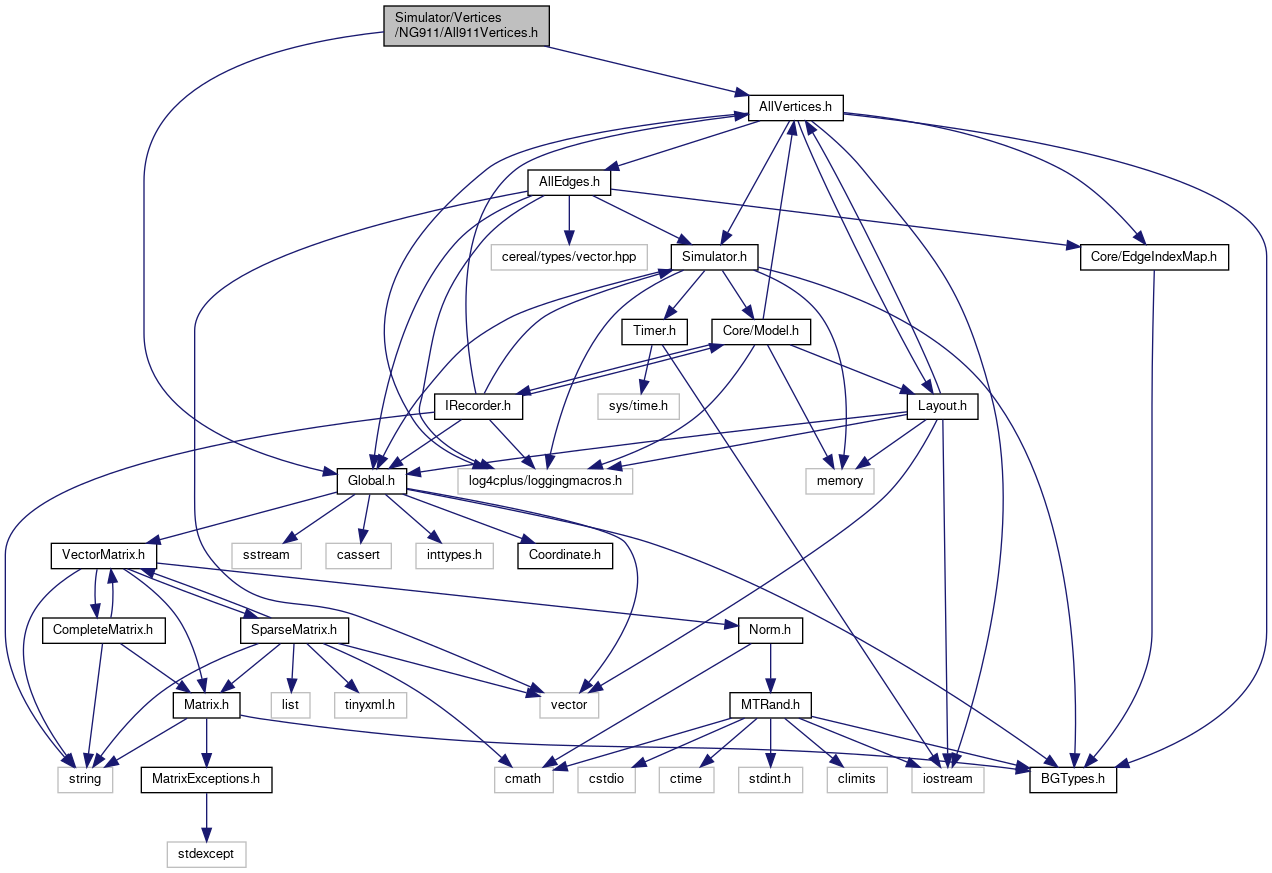 Simulator/Vertices
/NG911/All911Vertices.h
AllVertices.h
AllEdges.h
cereal/types/vector.hpp
Simulator.h
Core/EdgeIndexMap.h
Timer.h
Core/Model.h
IRecorder.h
sys/time.h
Layout.h
Global.h
log4cplus/loggingmacros.h
memory
VectorMatrix.h
sstream
cassert
inttypes.h
Coordinate.h
CompleteMatrix.h
SparseMatrix.h
Norm.h
Matrix.h
list
tinyxml.h
vector
MTRand.h
string
MatrixExceptions.h
cmath
cstdio
ctime
stdint.h
climits
iostream
BGTypes.h
stdexcept